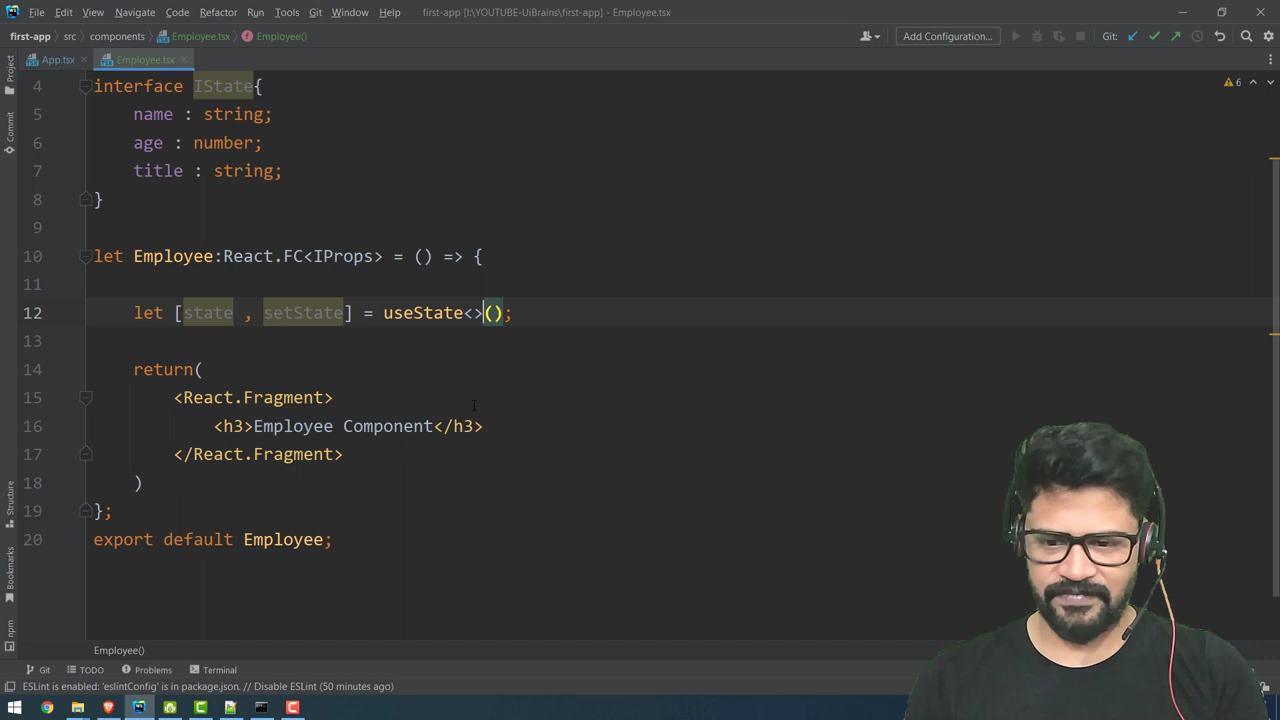 File Edit View Navigate Code Refactor Run Tools Git Window Help first-app [I:\YOUTUBE-UiBrains\first-app] - Employee.tsx
first-app src components Employee.tsx Employee() Add Configuration... Git:
App.tsx Employee.tsx
Project
Commit
Structure
Bookmarks
npm
4 interface IState{ 6
5 name : string;
6 age : number;
7 title : string;
8 }
9
10 let Employee:React.FC<IProps> = () => {
11
12 let [state , setState] = useState<>();
13
14 return(
15 <React.Fragment>
16 <h3>Employee Component</h3>
17 </React.Fragment>
18 )
19 };
20 export default Employee;
Employee()
Git TODO Problems Terminal
ESLint is enabled: 'eslintConfig' is in package.json. // Disable ESLint (50 minutes ago)